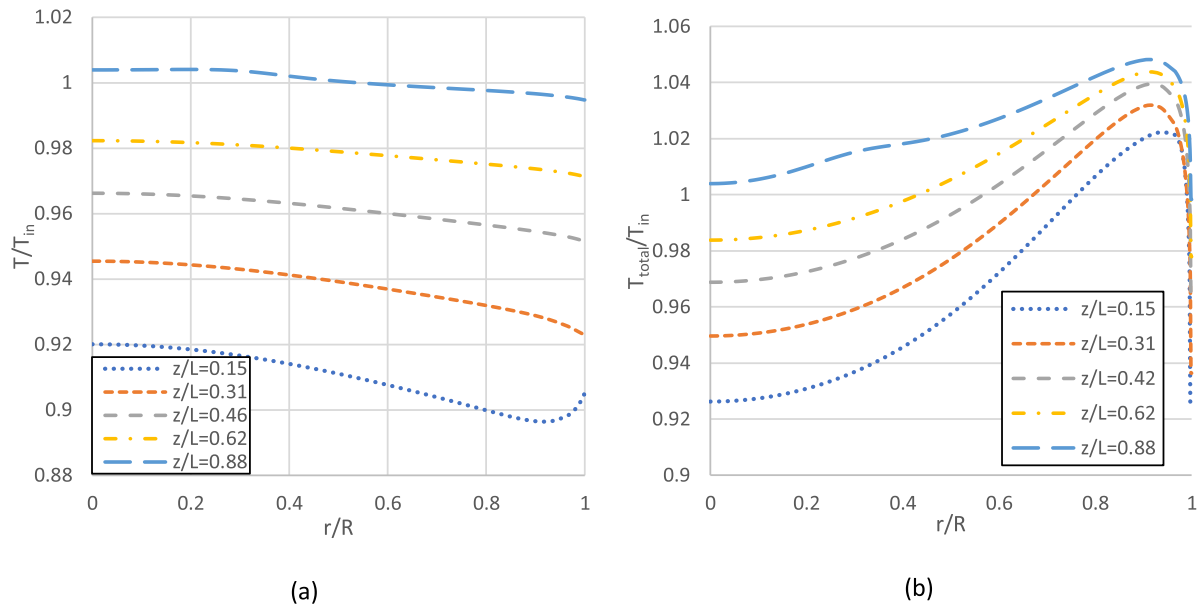 1.02
1
0.98
0.96
0.94
0.92
0.9
0.88
T/Tin
z/L=0.15
z/L=0.31
z/L=0.46
z/L=0.62
z/L=0.88
0 0.2 0.4 0.6 0.8 1
r/R
(a)
1.06
1.04
1.02
1
0.98
0.96
0.94
0.92
0.9
Ttotal/Tin
z/L=0.15
z/L=0.31
z/L=0.42
z/L=0.62
z/L=0.88
0 0.2 0.4 0.6 0.8 1
r/R
(b)